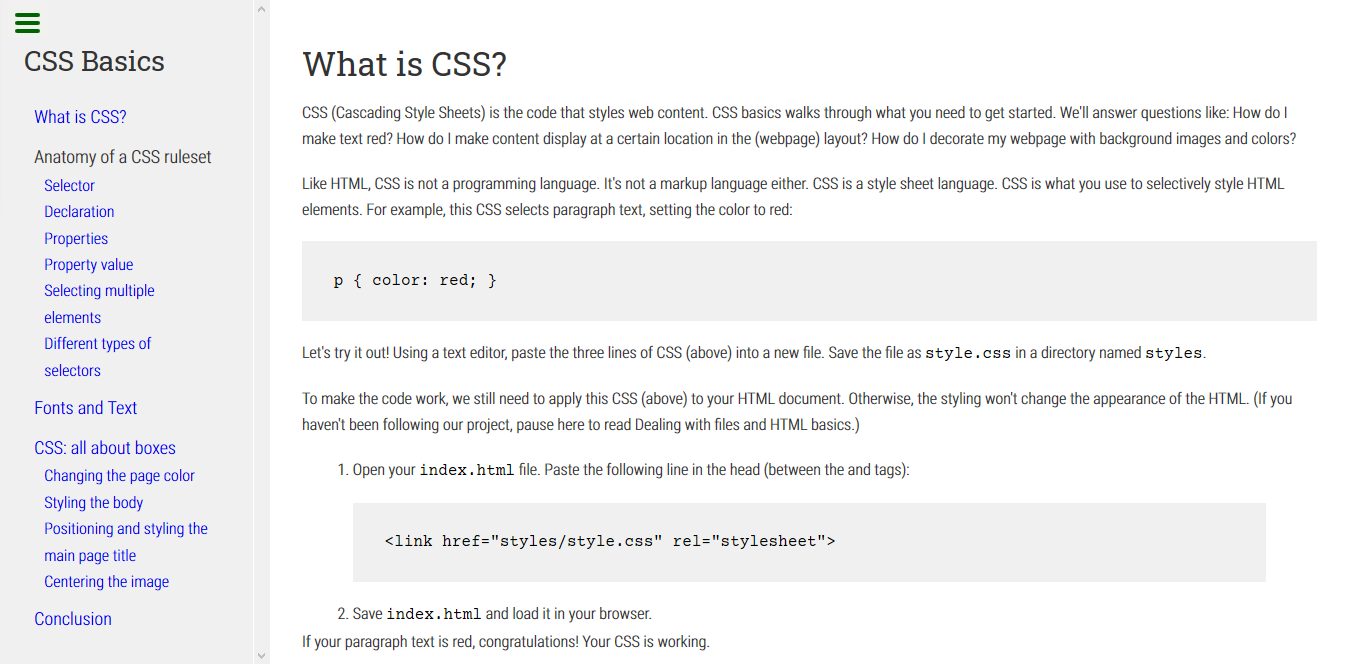 CSS Basics
What is CSS?
Anatomy of a CSS ruleset
Selector
Declaration
Properties
Property value
Selecting multiple
elements
Different types of
selectors
Fonts and Text
CSS: all about boxes
Changing the page color
Styling the body
Positioning and styling the
main page title
Centering the image
Conclusion
What is CSS?
CSS (Cascading Style Sheets) is the code that styles web content. CSS basics walks through what you need to get started. We'll answer questions like: How do I
make text red? How do I make content display at a certain location in the (webpage) layout? How do I decorate my webpage with background images and colors?
Like HTML, CSS is not a programming language. It's not a markup language either. CSS is a style sheet language. CSS is what you use to selectively style HTML
elements. For example, this CSS selects paragraph text, setting the color to red:
p { color: red; }
Let's try it out! Using a text editor, paste the three lines of CSS (above) into a new file. Save the file as style.css in a directory named styles.
To make the code work, we still need to apply this CSS (above) to your HTML document. Otherwise, the styling won't change the appearance of the HTML. (If you
haven't been following our project, pause here to read Dealing with files and HTML basics.)
1. Open your index.html file. Paste the following line in the head (between the and tags):
<link href="styles/style.css" rel="stylesheet">
2. Save index.html and load it in your browser.
If your paragraph text is red, congratulations! Your CSS is working.